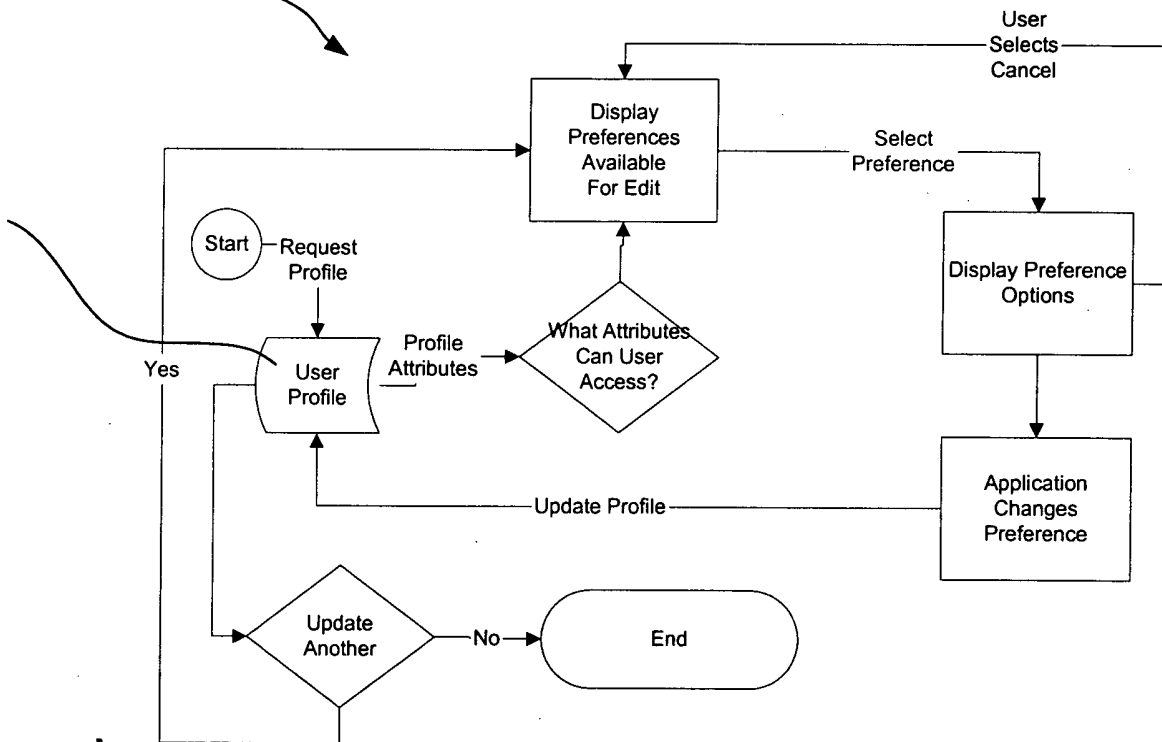 User
Selects
Cancel
Display
Preferences
Available
For Edit
Select
Preference
Start
Request
Profile
Display Preference
Options
What Attributes
Can User
Access?
Profile
Attributes
User
Profile
Yes
Application
Changes
Preference
Update Profile
Update
Another
No
End